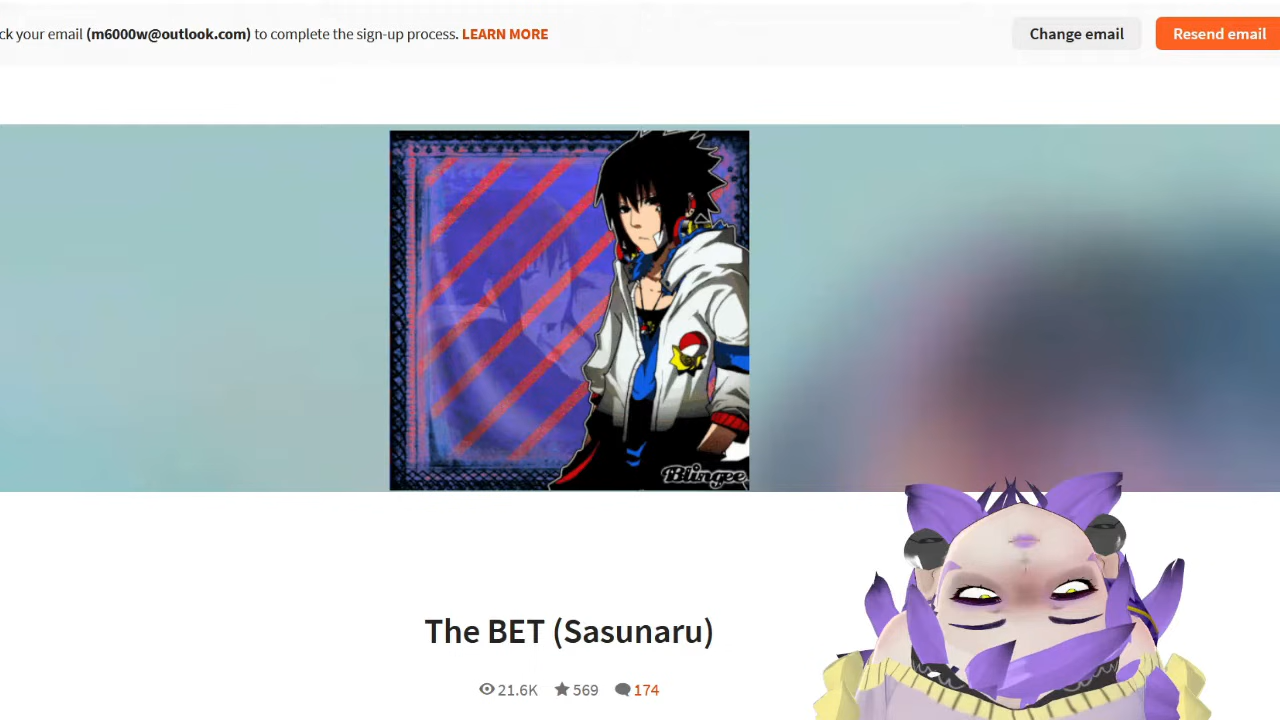 ck your email (m6000w@outlook.com) to complete the sign-up process. LEARN MORE
Change email
Resend email
Blingee
The BET (Sasunaru)
21.6K 569 174